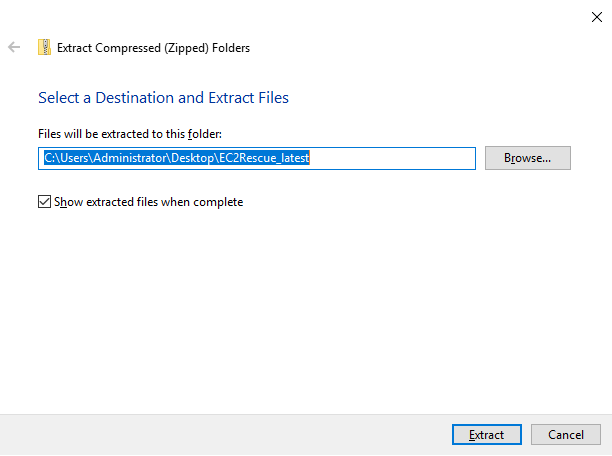 Extract Compressed (Zipped) Folders
Select a Destination and Extract Files
Files will be extracted to this folder:
C:\Users\Administrator\Desktop\EC2Rescue_latest
Browse...
Show extracted files when complete
Extract
Cancel